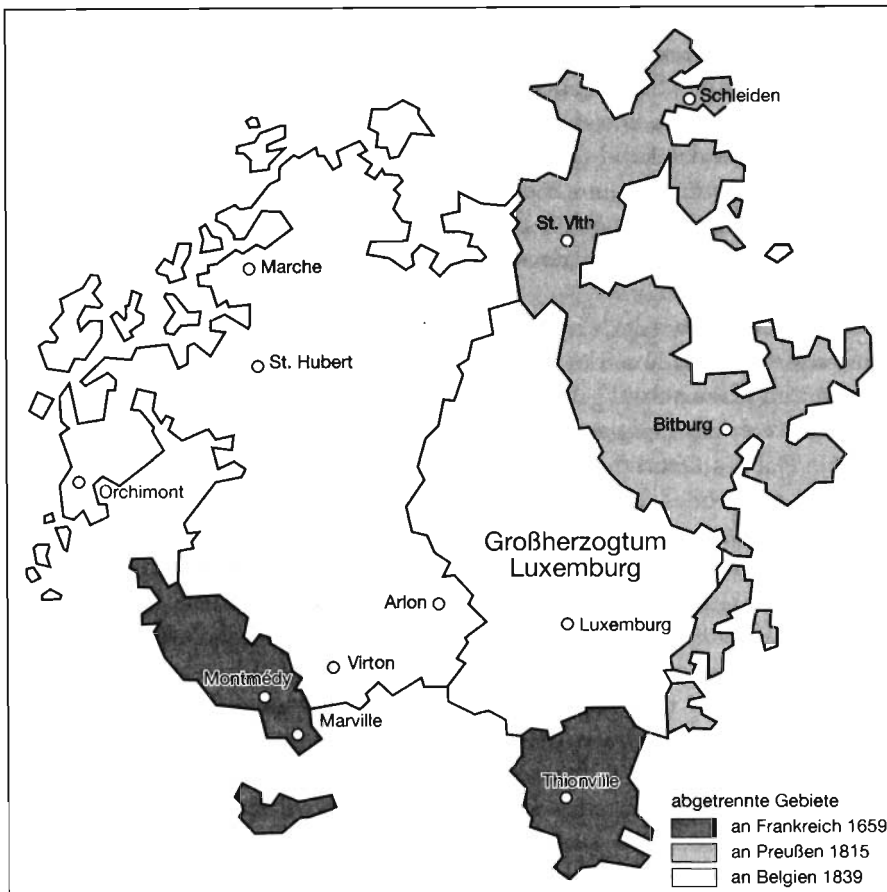 Schleiden
St. Vith
Marche
St. Hubert
Bitburg
Orchimont
Großherzogtum
Luxemburg
Arlon
Luxemburg
Virton
Montmédy
Marville
Thionville
abgetrennte Gebiete
an Frankreich 1659
an Preußen 1815
an Belgien 1839